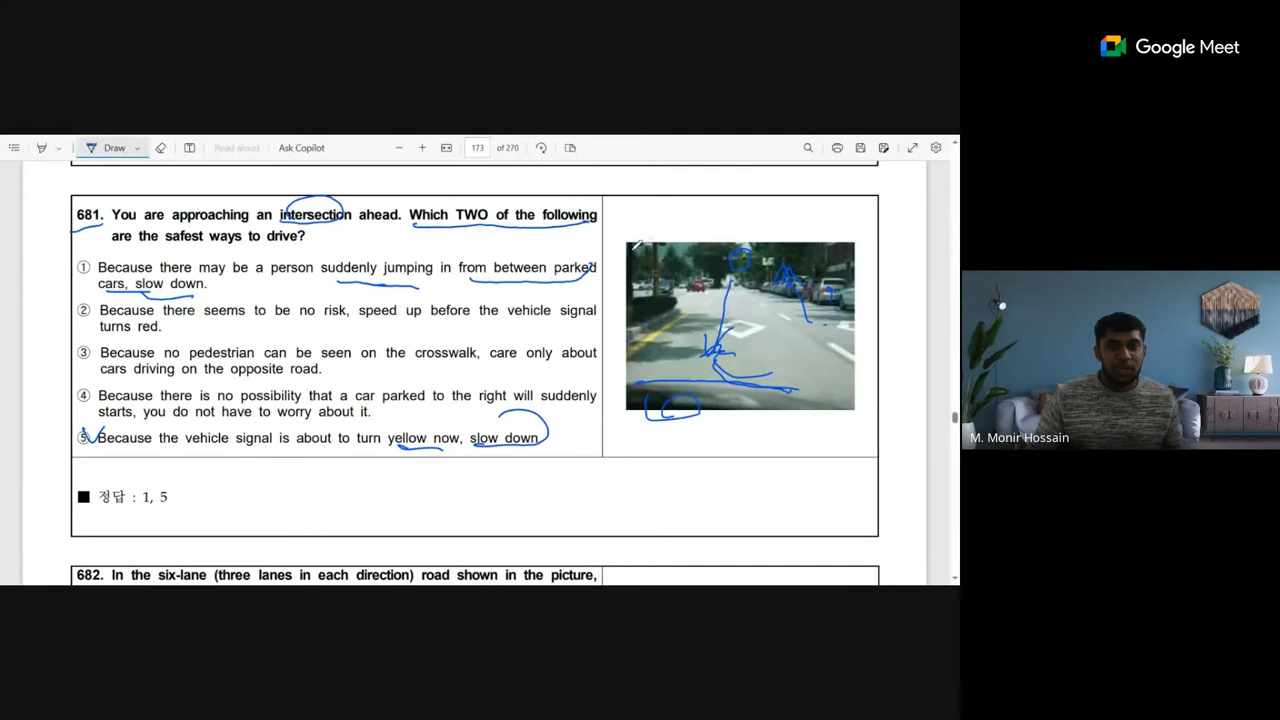 Google Meet
Draw
Read aloud
Ask Copilot
173
of 270
681. You are approaching an intersection ahead. Which TWO of the following
are the safest ways to drive?
① Because there may be a person suddenly jumping in from between parked
cars, slow down.
② Because there seems to be no risk, speed up before the vehicle signal
turns red.
③ Because no pedestrian can be seen on the crosswalk, care only about
cars driving on the opposite road.
④ Because there is no possibility that a car parked to the right will suddenly
starts, you do not have to worry about it.
⑤ Because the vehicle signal is about to turn yellow now, slow down
■ 정답 : 1, 5
682. In the six-lane (three lanes in each direction) road shown in the picture,
M. Monir Hossain